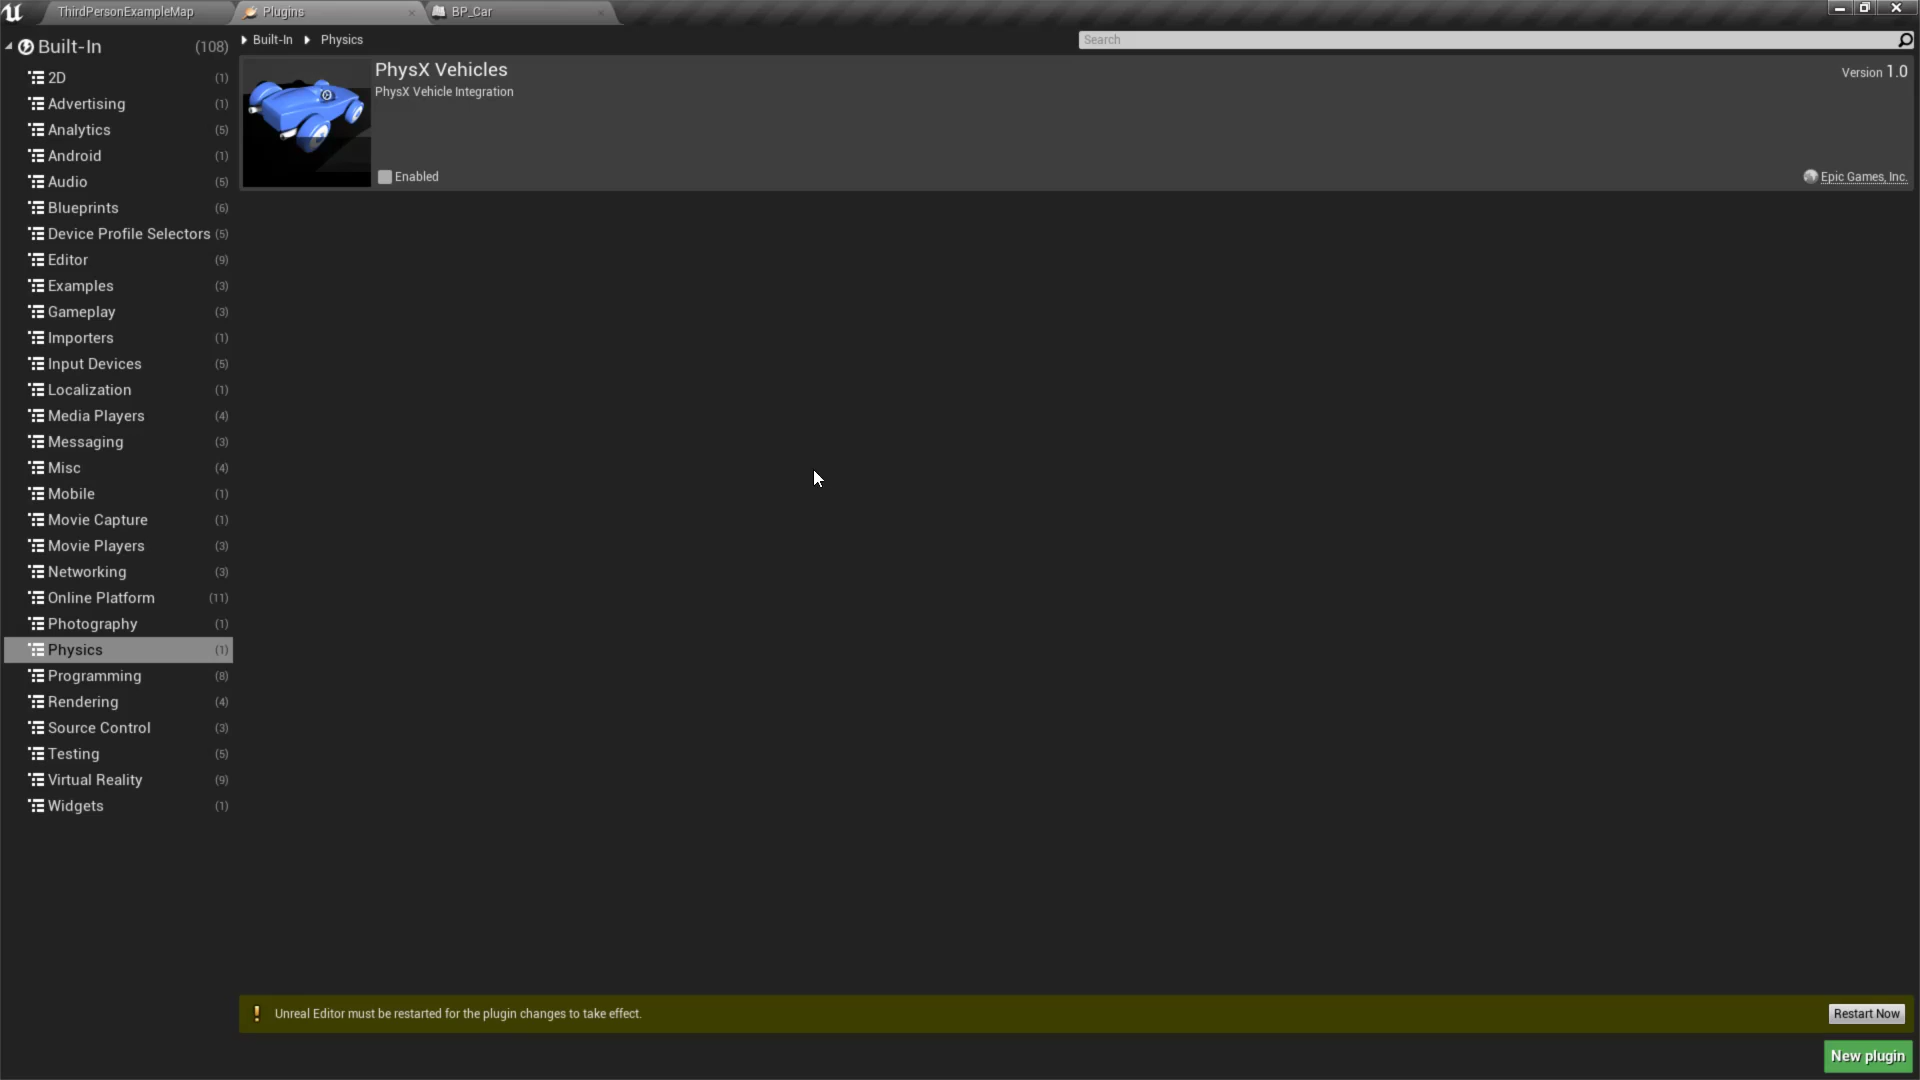 ThirdPersonExampleMap
Plugins
BP_Car
Built-In (108)
2D (1)
Advertising (1)
Analytics (5)
Android (1)
Audio (5)
Blueprints (6)
Device Profile Selectors (5)
Editor (9)
Examples (3)
Gameplay (3)
Importers (1)
Input Devices (5)
Localization (1)
Media Players (4)
Messaging (3)
Misc (4)
Mobile (1)
Movie Capture (1)
Movie Players (3)
Networking (3)
Online Platform (11)
Photography (1)
Physics (1)
Programming (8)
Rendering (4)
Source Control (3)
Testing (5)
Virtual Reality (9)
Widgets (1)
Built-In Physics
Search
PhysX Vehicles
Version 1.0
PhysX Vehicle Integration
Enabled
Epic Games, Inc.
Unreal Editor must be restarted for the plugin changes to take effect.
Restart Now
New plugin